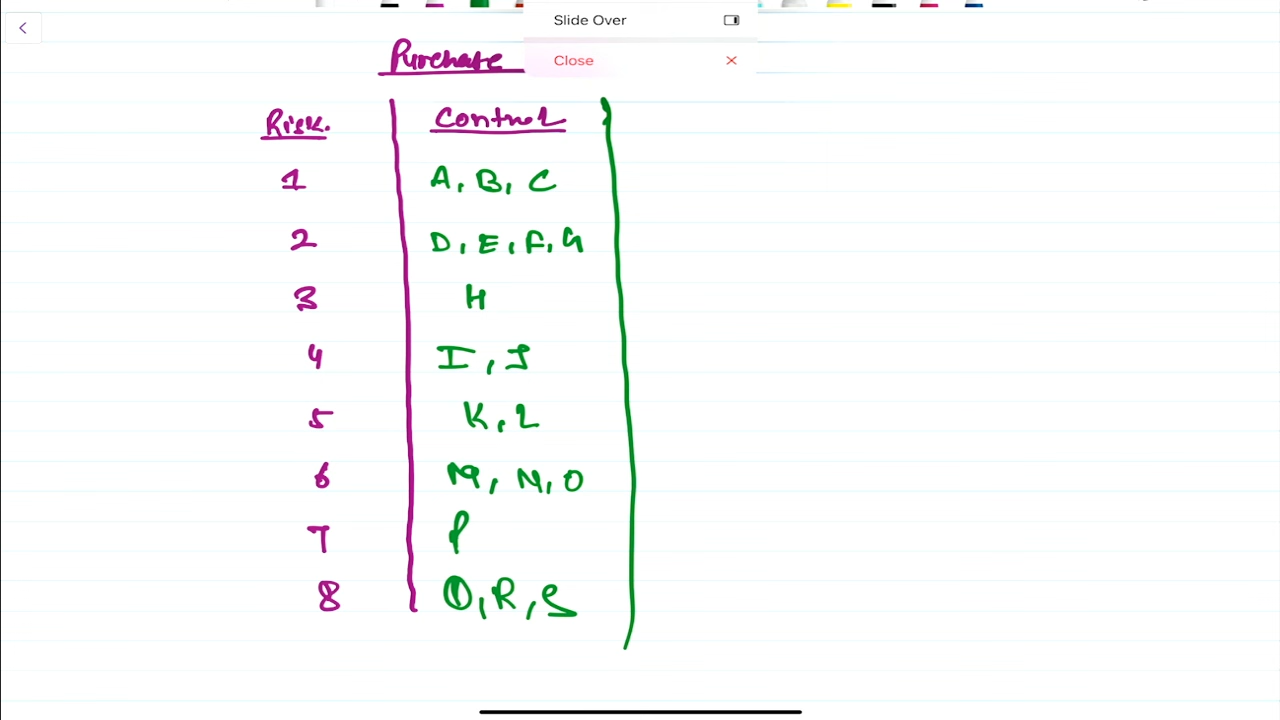 Slide Over
Close
Purchase
Risk. Control
1 A, B, C
2 D, E, F, G
3 H
4 I, J
5 K, L
6 M, N, O
7 P
8 Q, R, S